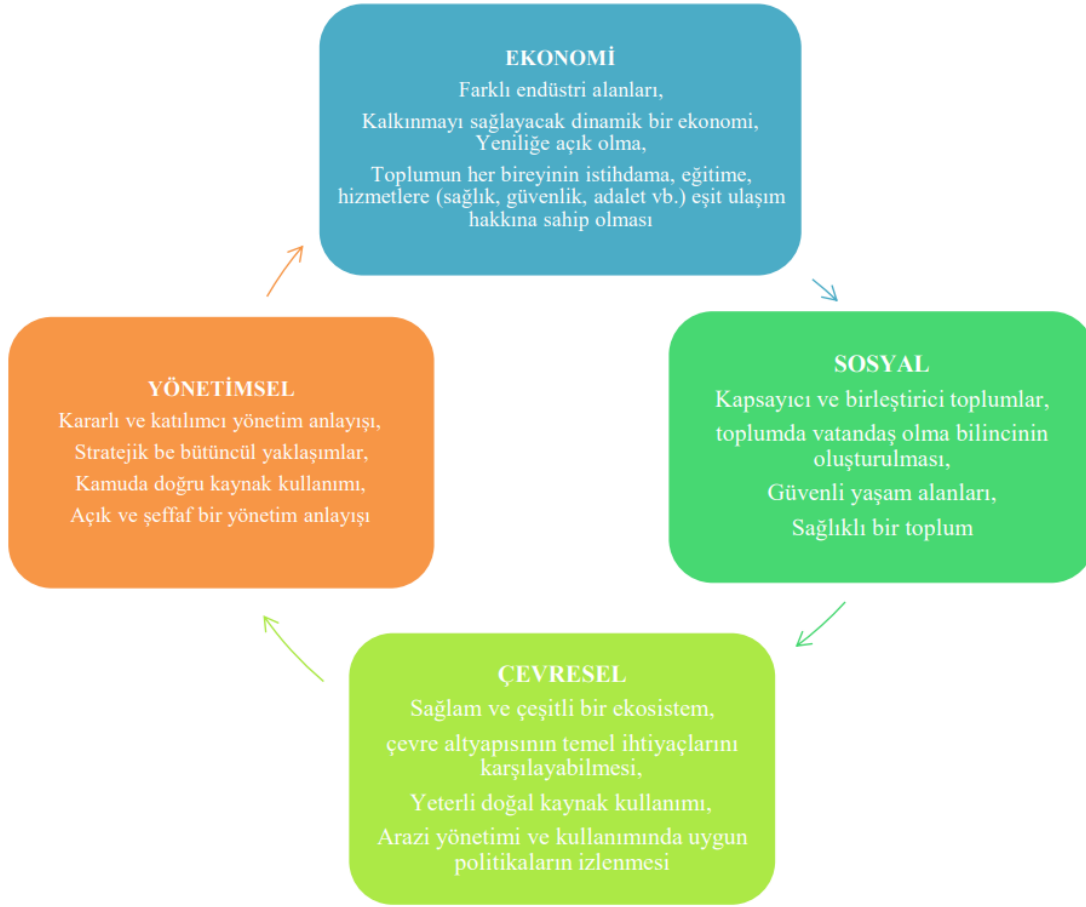 EKONOMİ
Farklı endüstri alanları,
Kalkınmayı sağlayacak dinamik bir ekonomi,
Yeniliğe açık olma,
Toplumun her bireyinin istihdama, eğitime,
hizmetlere (sağlık, güvenlik, adalet vb.) eşit ulaşım
hakkına sahip olması
SOSYAL
Kapsayıcı ve birleştirici toplumlar,
toplumda vatandaş olma bilincinin
oluşturulması,
Güvenli yaşam alanları,
Sağlıklı bir toplum
ÇEVRESEL
Sağlam ve çeşitli bir ekosistem,
çevre altyapısının temel ihtiyaçlarını
karşılayabilmesi,
Yeterli doğal kaynak kullanımı,
Arazi yönetimi ve kullanımında uygun
politikaların izlenmesi
YÖNETİMSEL
Kararlı ve katılımcı yönetim anlayışı,
Stratejik be bütüncül yaklaşımlar,
Kamuda doğru kaynak kullanımı,
Açık ve şeffaf bir yönetim anlayışı